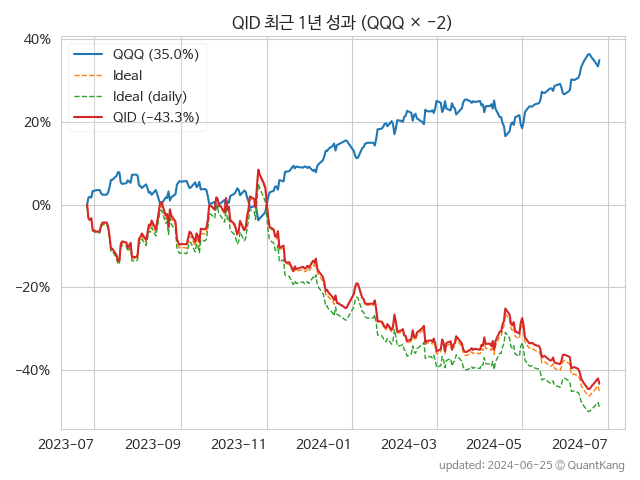 QID 최근 1년 성과 (QQQ × −2)
40%
20%
0%
−20%
−40%
QQQ (35.0%)
Ideal
Ideal (daily)
QID (−43.3%)
2023−07 2023−09 2023−11 2024−01 2024−03 2024−05 2024−07
updated: 2024-06-25 ⓒ QuantKang